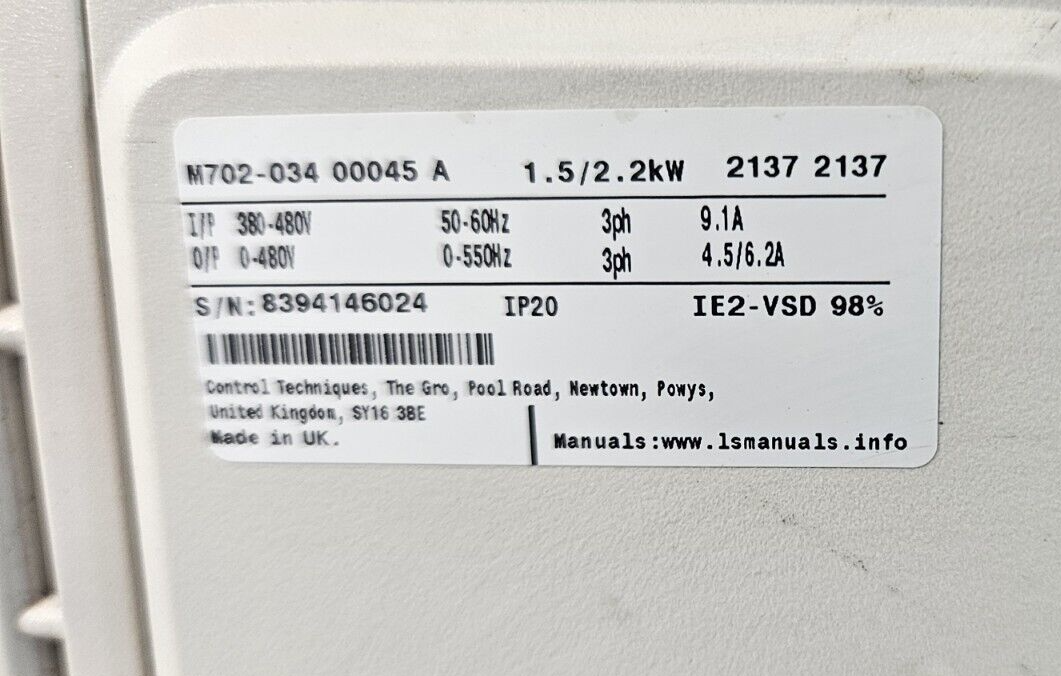 M702-034 00045 A 1.5/2.2kW 2137 2137
I/P 380-480V 50-60Hz 3ph 9.1A
O/P 0-480V 0-550Hz 3ph 4.5/6.2A
S/N:8394146024 IP20 IE2-VSD 98%
Control Techniques, The Gro, Pool Road, Newtown, Powys,
United Kingdom, SY16 3BE
Made in UK.
Manuals:www.lsmanuals.info